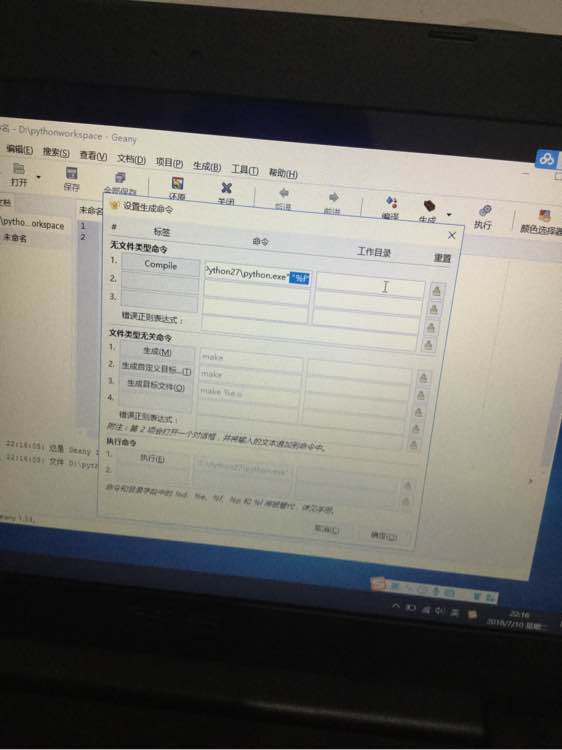 名 - D:\pythonworkspace - Geany
编辑(E) 搜索(S) 查看(V) 文档(D) 项目(P) 生成(B) 工具(T) 帮助(H)
打开 保存 全部保存 还原 关闭 后退 前进 编译 生成 执行 颜色选择器
文档 未命名
\pytho...orkspace
未命名
1
2
设置生成命令
# 标签 命令 工作目录 重置
无文件类型命令
1. Compile Python27\python.exe" "%f"
2.
3.
错误正则表达式：
文件类型无关命令
1. 生成(M) make
2. 生成自定义目标...(T) make
3. 生成目标文件(O) make %e.o
4.
错误正则表达式：
附注：第 2 项会打开一个对话框，并将输入的文本追加到命令中。
执行命令
1. 执行(E) "C:\python27\python.exe"
2.
命令和目录字段中的 %d、%e、%f、%p 和 %l 将被替代，详见手册。
取消(C) 确定(O)
22:16:05: 这是 Geany
22:16:05: 文件 D:\pyt
Geany 1.33。
英
22:16
2018/7/10 星期二